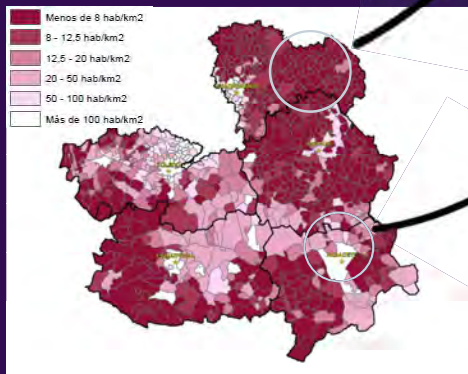 Menos de 8 hab/km2
8 - 12,5 hab/km2
12,5 - 20 hab/km2
20 - 50 hab/km2
50 - 100 hab/km2
Más de 100 hab/km2